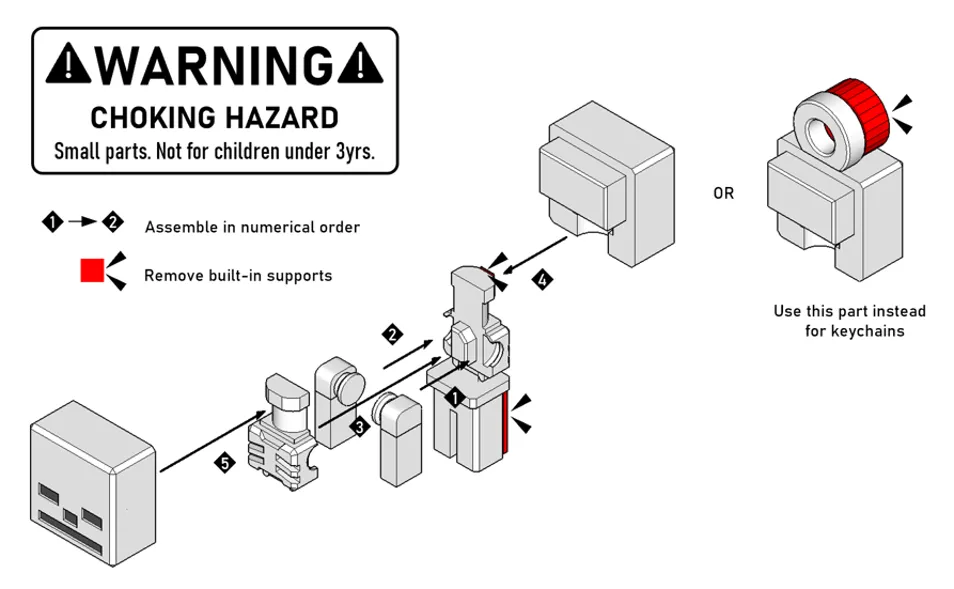 WARNING
CHOKING HAZARD
Small parts. Not for children under 3yrs.
1 2 Assemble in numerical order
Remove built-in supports
OR
4
Use this part instead
for keychains
2
1
3
5